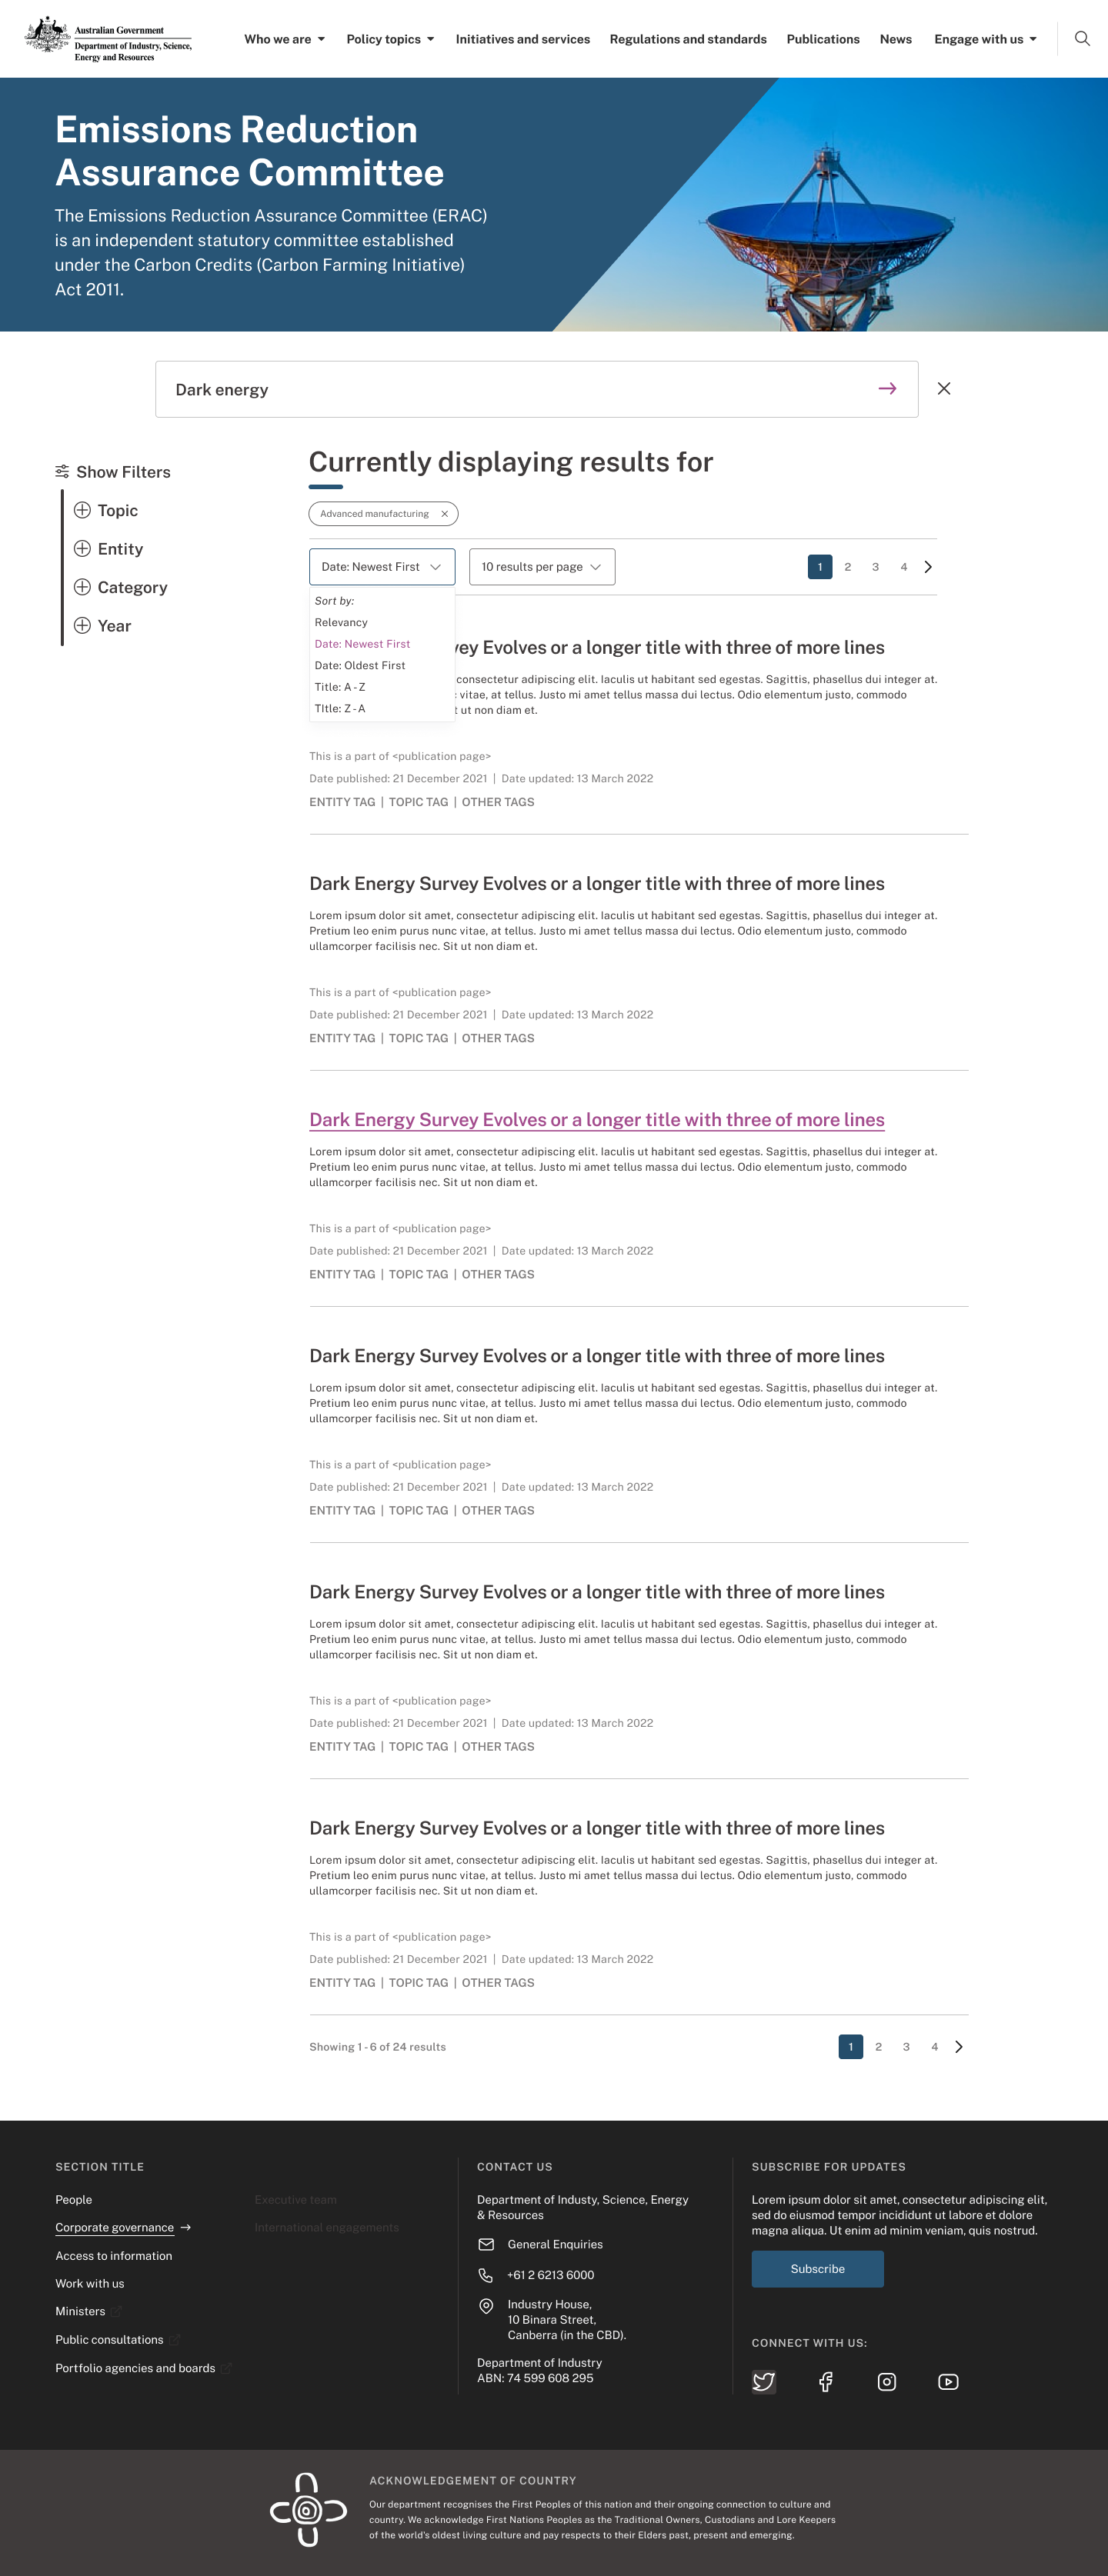 Australian Government
Department of Industry, Science,
Energy and Resources
Who we are
Policy topics
Initiatives and services
Regulations and standards
Publications
News
Engage with us
Emissions Reduction
Assurance Committee
The Emissions Reduction Assurance Committee (ERAC)
is an independent statutory committee established
under the Carbon Credits (Carbon Farming Initiative)
Act 2011.
Dark energy
Show Filters
Topic
Entity
Category
Year
Currently displaying results for
Advanced manufacturing
Date: Newest First
10 results per page
1 2 3 4
Sort by:
Relevancy
Date: Newest First
Date: Oldest First
Title: A - Z
TItle: Z - A
vey Evolves or a longer title with three of more lines
consectetur adipiscing elit. Iaculis ut habitant sed egestas. Sagittis, phasellus dui integer at.
vitae, at tellus. Justo mi amet tellus massa dui lectus. Odio elementum justo, commodo
t ut non diam et.
This is a part of <publication page>
Date published: 21 December 2021 | Date updated: 13 March 2022
ENTITY TAG | TOPIC TAG | OTHER TAGS
Dark Energy Survey Evolves or a longer title with three of more lines
Lorem ipsum dolor sit amet, consectetur adipiscing elit. Iaculis ut habitant sed egestas. Sagittis, phasellus dui integer at.
Pretium leo enim purus nunc vitae, at tellus. Justo mi amet tellus massa dui lectus. Odio elementum justo, commodo
ullamcorper facilisis nec. Sit ut non diam et.
This is a part of <publication page>
Date published: 21 December 2021 | Date updated: 13 March 2022
ENTITY TAG | TOPIC TAG | OTHER TAGS
Dark Energy Survey Evolves or a longer title with three of more lines
Lorem ipsum dolor sit amet, consectetur adipiscing elit. Iaculis ut habitant sed egestas. Sagittis, phasellus dui integer at.
Pretium leo enim purus nunc vitae, at tellus. Justo mi amet tellus massa dui lectus. Odio elementum justo, commodo
ullamcorper facilisis nec. Sit ut non diam et.
This is a part of <publication page>
Date published: 21 December 2021 | Date updated: 13 March 2022
ENTITY TAG | TOPIC TAG | OTHER TAGS
Dark Energy Survey Evolves or a longer title with three of more lines
Lorem ipsum dolor sit amet, consectetur adipiscing elit. Iaculis ut habitant sed egestas. Sagittis, phasellus dui integer at.
Pretium leo enim purus nunc vitae, at tellus. Justo mi amet tellus massa dui lectus. Odio elementum justo, commodo
ullamcorper facilisis nec. Sit ut non diam et.
This is a part of <publication page>
Date published: 21 December 2021 | Date updated: 13 March 2022
ENTITY TAG | TOPIC TAG | OTHER TAGS
Dark Energy Survey Evolves or a longer title with three of more lines
Lorem ipsum dolor sit amet, consectetur adipiscing elit. Iaculis ut habitant sed egestas. Sagittis, phasellus dui integer at.
Pretium leo enim purus nunc vitae, at tellus. Justo mi amet tellus massa dui lectus. Odio elementum justo, commodo
ullamcorper facilisis nec. Sit ut non diam et.
This is a part of <publication page>
Date published: 21 December 2021 | Date updated: 13 March 2022
ENTITY TAG | TOPIC TAG | OTHER TAGS
Dark Energy Survey Evolves or a longer title with three of more lines
Lorem ipsum dolor sit amet, consectetur adipiscing elit. Iaculis ut habitant sed egestas. Sagittis, phasellus dui integer at.
Pretium leo enim purus nunc vitae, at tellus. Justo mi amet tellus massa dui lectus. Odio elementum justo, commodo
ullamcorper facilisis nec. Sit ut non diam et.
This is a part of <publication page>
Date published: 21 December 2021 | Date updated: 13 March 2022
ENTITY TAG | TOPIC TAG | OTHER TAGS
Showing 1 - 6 of 24 results
1 2 3 4
SECTION TITLE
People
Corporate governance
Access to information
Work with us
Ministers
Public consultations
Portfolio agencies and boards
Executive team
International engagements
CONTACT US
Department of Industy, Science, Energy
& Resources
General Enquiries
+61 2 6213 6000
Industry House,
10 Binara Street,
Canberra (in the CBD).
Department of Industry
ABN: 74 599 608 295
SUBSCRIBE FOR UPDATES
Lorem ipsum dolor sit amet, consectetur adipiscing elit,
sed do eiusmod tempor incididunt ut labore et dolore
magna aliqua. Ut enim ad minim veniam, quis nostrud.
Subscribe
CONNECT WITH US:
ACKNOWLEDGEMENT OF COUNTRY
Our department recognises the First Peoples of this nation and their ongoing connection to culture and
country. We acknowledge First Nations Peoples as the Traditional Owners, Custodians and Lore Keepers
of the world's oldest living culture and pay respects to their Elders past, present and emerging.